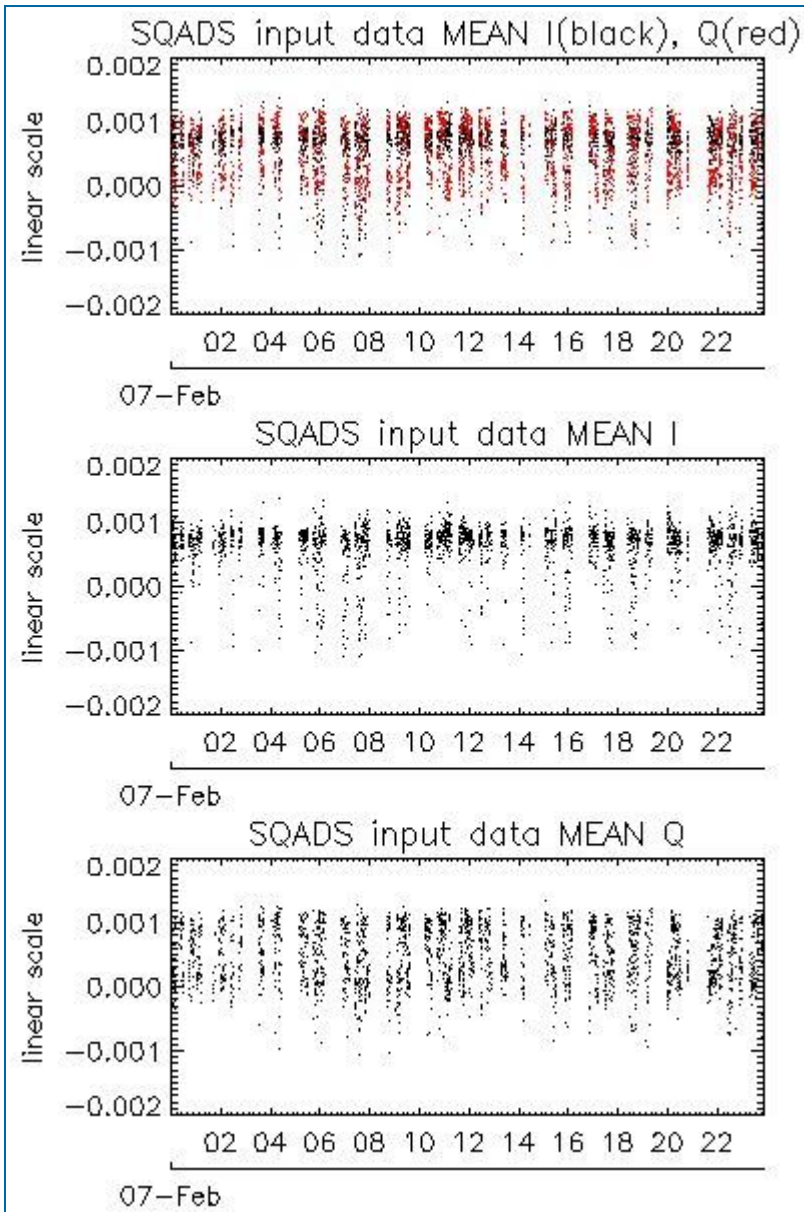 SQADS input data MEAN I(black), Q(red)
0.002
0.001
0.000
-0.001
-0.002
linear scale
02 04 06 08 10 12 14 16 18 20 22
07-Feb
SQADS input data MEAN I
0.002
0.001
0.000
-0.001
-0.002
linear scale
02 04 06 08 10 12 14 16 18 20 22
07-Feb
SQADS input data MEAN Q
0.002
0.001
0.000
-0.001
-0.002
linear scale
02 04 06 08 10 12 14 16 18 20 22
07-Feb